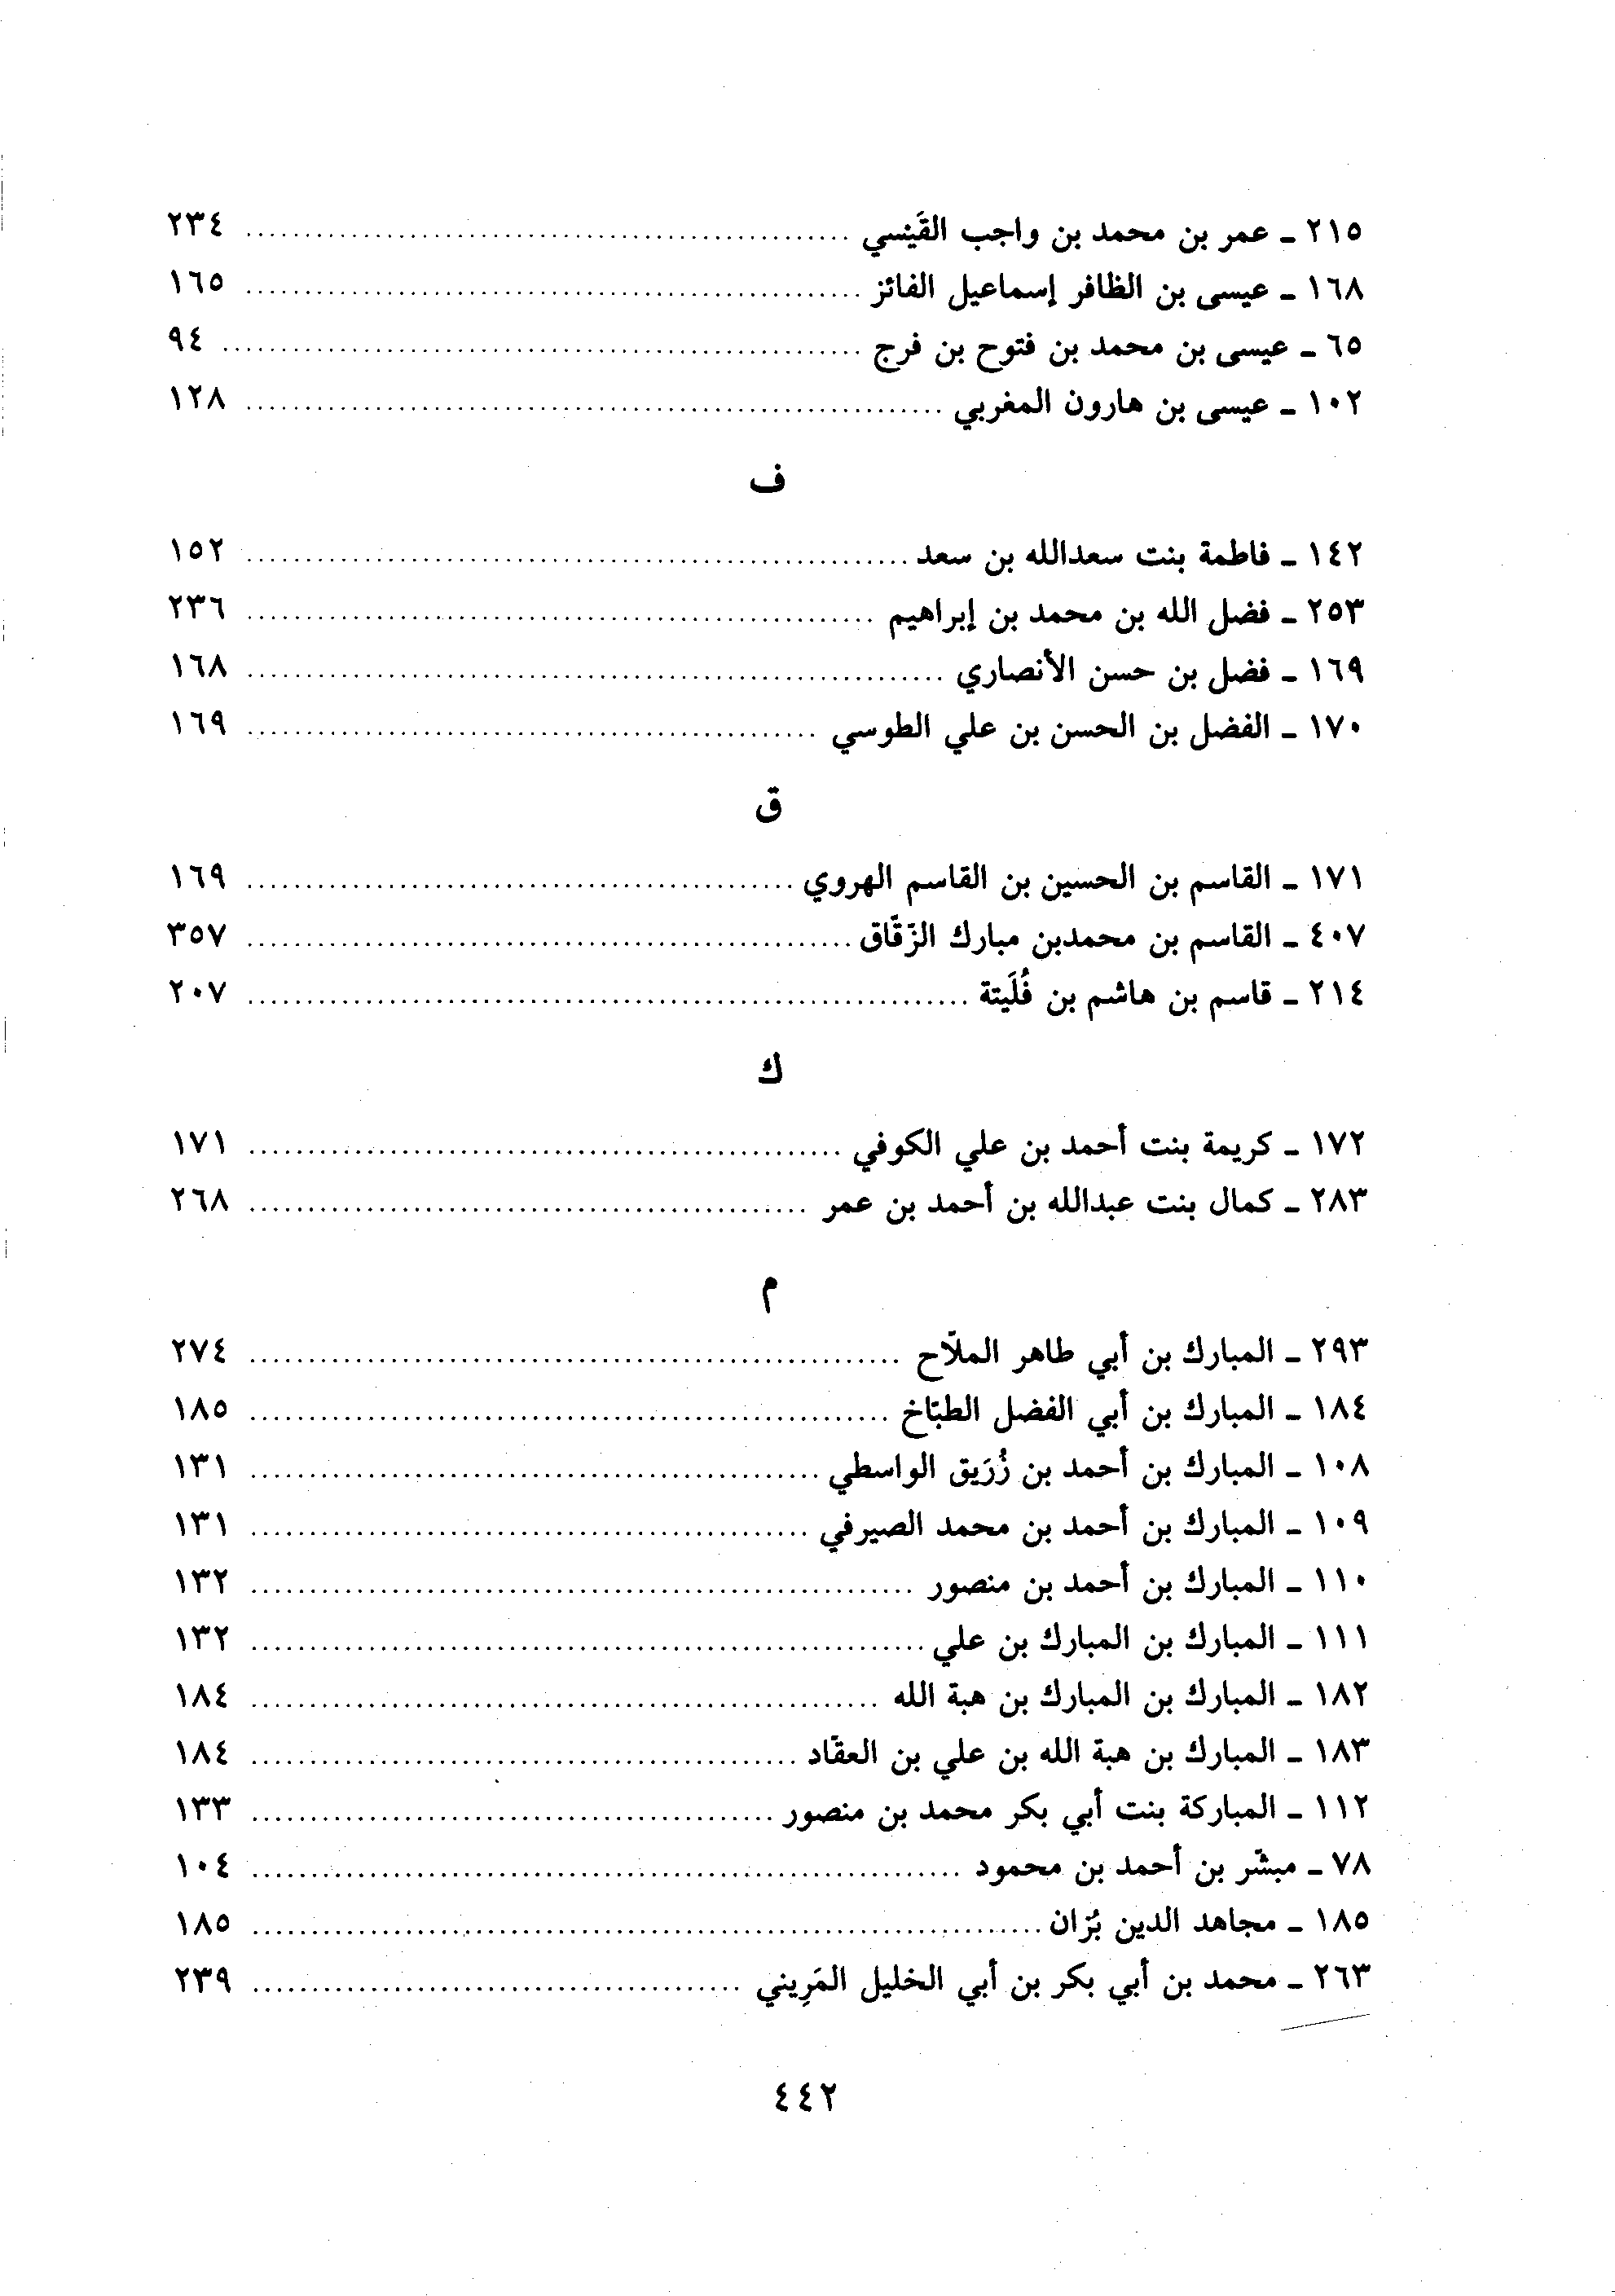 ٢١٥ ـ عمر بن محمد بن واجب القَيْسي ........ ٢٣٤
١٦٨ ـ عيسى بن الظافر إسماعيل الفائز ........ ١٦٥
٦٥ ـ عيسى بن محمد بن فتوح بن فرج ........ ٩٤
١٠٢ ـ عيسى بن هارون المغربي ........ ١٢٨
ف
١٤٢ ـ فاطمة بنت سعدالله بن سعد ........ ١٥٢
٢٥٣ ـ فضل الله بن محمد بن إبراهيم ........ ٢٣٦
١٦٩ ـ فضل بن حسن الأنصاري ........ ١٦٨
١٧٠ ـ الفضل بن الحسن بن علي الطوسي ........ ١٦٩
ق
١٧١ ـ القاسم بن الحسين بن القاسم الهروي ........ ١٦٩
٤٠٧ ـ القاسم بن محمدبن مبارك الزّقّاق ........ ٣٥٧
٢١٤ ـ قاسم بن هاشم بن فُلَيتة ........ ٢٠٧
ك
١٧٢ ـ كريمة بنت أحمد بن علي الكوفي ........ ١٧١
٢٨٣ ـ كمال بنت عبدالله بن أحمد بن عمر ........ ٢٦٨
م
٢٩٣ ـ المبارك بن أبي طاهر الملّاح ........ ٢٧٤
١٨٤ ـ المبارك بن أبي الفضل الطبّاخ ........ ١٨٥
١٠٨ ـ المبارك بن أحمد بن زُرَيق الواسطي ........ ١٣١
١٠٩ ـ المبارك بن أحمد بن محمد الصيرفي ........ ١٣١
١١٠ ـ المبارك بن أحمد بن منصور ........ ١٣٢
١١١ ـ المبارك بن المبارك بن علي ........ ١٣٢
١٨٢ ـ المبارك بن المبارك بن هبة الله ........ ١٨٤
١٨٣ ـ المبارك بن هبة الله بن علي بن العقّاد ........ ١٨٤
١١٢ ـ المباركة بنت أبي بكر محمد بن منصور ........ ١٣٣
٧٨ ـ مبشّر بن أحمد بن محمود ........ ١٠٤
١٨٥ ـ مجاهد الدين بُزّان ........ ١٨٥
٢٦٣ ـ محمد بن أبي بكر بن أبي الخليل المَرِيني ........ ٢٣٩
٤٤٢